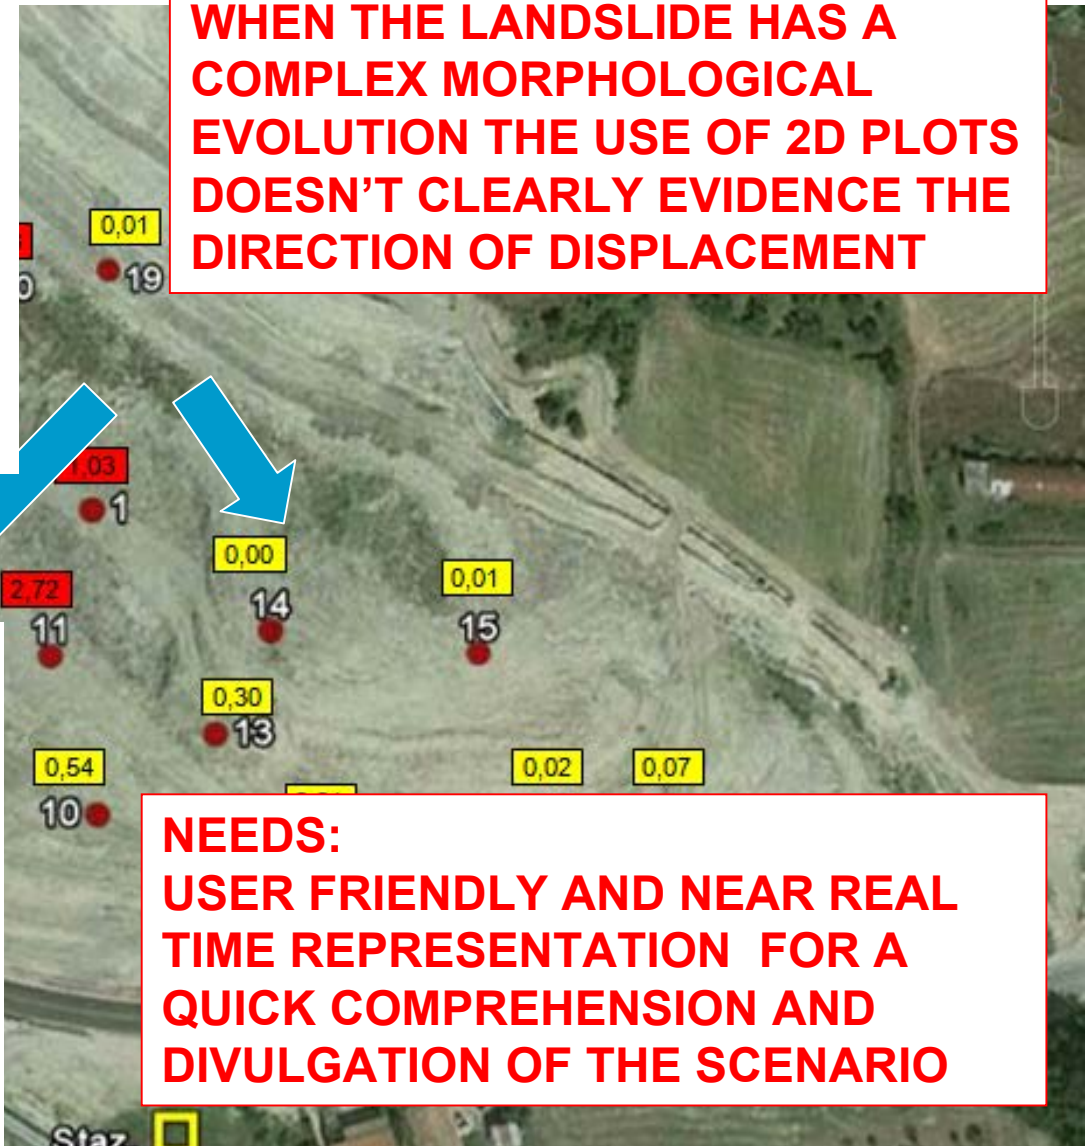 WHEN THE LANDSLIDE HAS A
COMPLEX MORPHOLOGICAL
EVOLUTION THE USE OF 2D PLOTS
DOESN’T CLEARLY EVIDENCE THE
DIRECTION OF DISPLACEMENT
0,01
19
1
0,00
0,01
2,72
14
11
15
0,30
13
0,54
0,02
0,07
10
NEEDS:
USER FRIENDLY AND NEAR REAL
TIME REPRESENTATION FOR A
QUICK COMPREHENSION AND
DIVULGATION OF THE SCENARIO
Staz